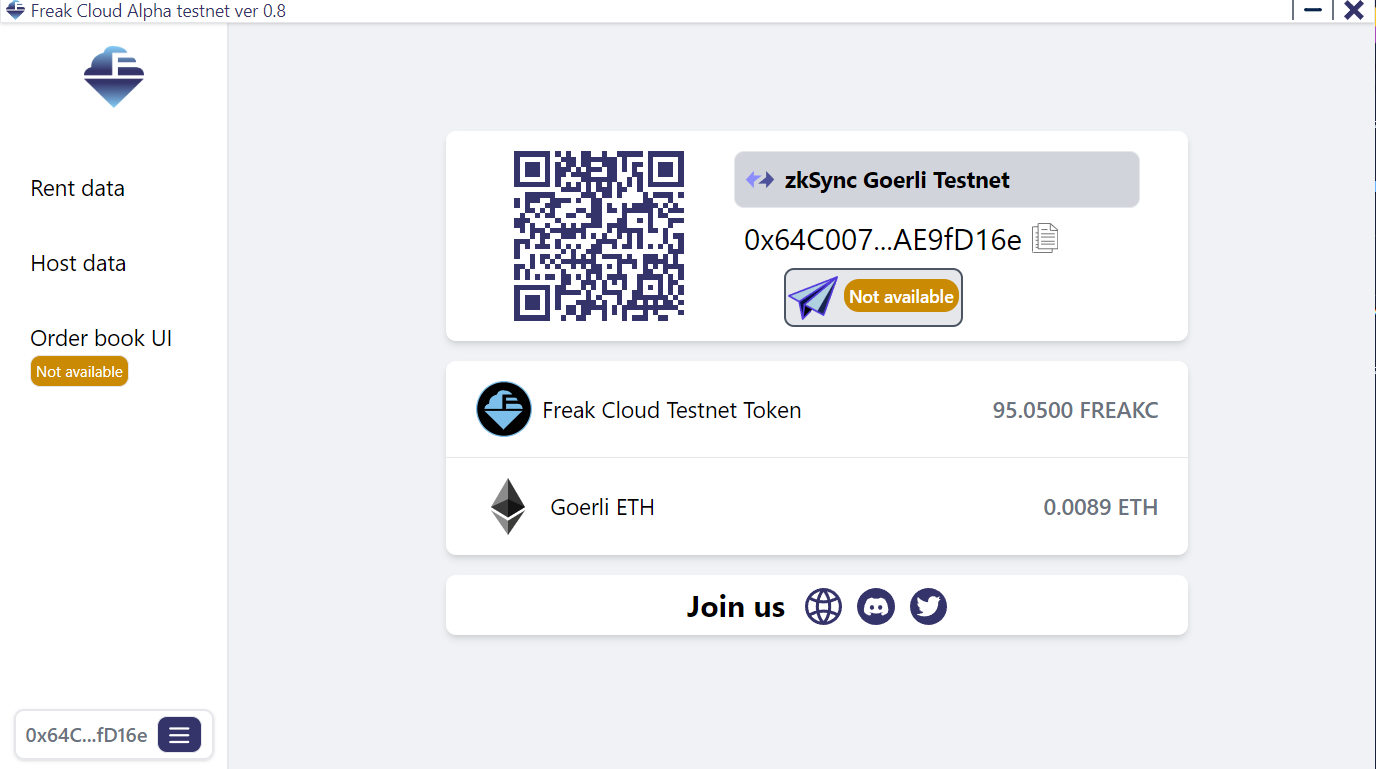 Freak Cloud Alpha testnet ver 0.8
Rent data
Host data
Order book UI
Not available
zkSync Goerli Testnet
0x64C007...AE9fD16e
Not available
Freak Cloud Testnet Token
95.0500 FREAKC
Goerli ETH
0.0089 ETH
Join us
0x64C...fD16e